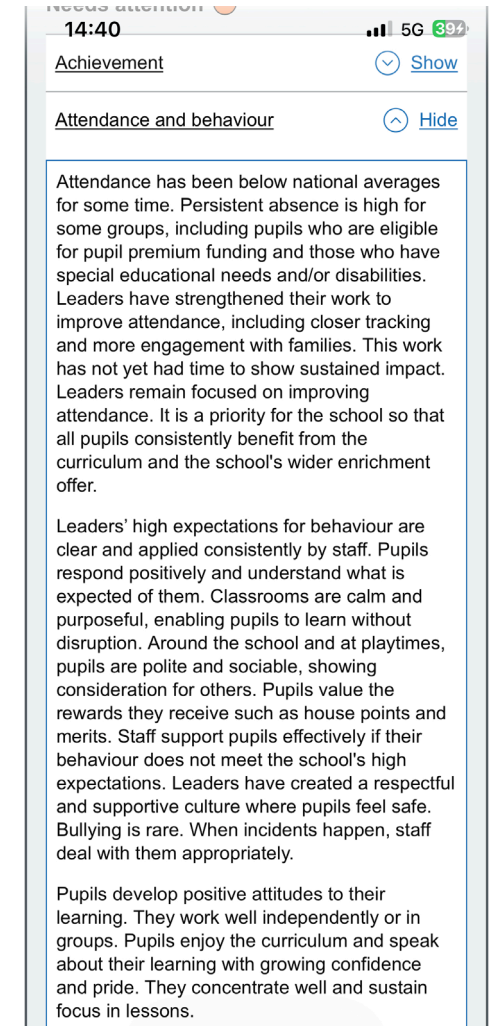 Needs attention
14:40
5G 39
Achievement
Show
Attendance and behaviour
Hide
Attendance has been below national averages
for some time. Persistent absence is high for
some groups, including pupils who are eligible
for pupil premium funding and those who have
special educational needs and/or disabilities.
Leaders have strengthened their work to
improve attendance, including closer tracking
and more engagement with families. This work
has not yet had time to show sustained impact.
Leaders remain focused on improving
attendance. It is a priority for the school so that
all pupils consistently benefit from the
curriculum and the school's wider enrichment
offer.
Leaders’ high expectations for behaviour are
clear and applied consistently by staff. Pupils
respond positively and understand what is
expected of them. Classrooms are calm and
purposeful, enabling pupils to learn without
disruption. Around the school and at playtimes,
pupils are polite and sociable, showing
consideration for others. Pupils value the
rewards they receive such as house points and
merits. Staff support pupils effectively if their
behaviour does not meet the school's high
expectations. Leaders have created a respectful
and supportive culture where pupils feel safe.
Bullying is rare. When incidents happen, staff
deal with them appropriately.
Pupils develop positive attitudes to their
learning. They work well independently or in
groups. Pupils enjoy the curriculum and speak
about their learning with growing confidence
and pride. They concentrate well and sustain
focus in lessons.